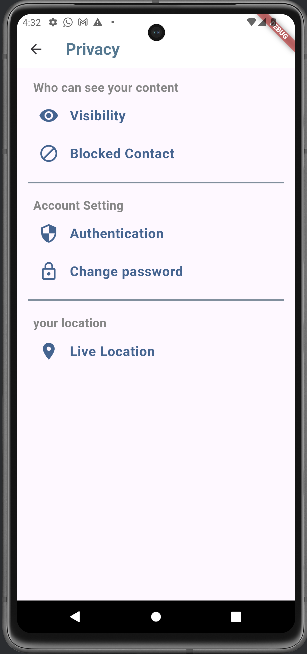 4:32
DEBUG
Privacy
Who can see your content
Visibility
Blocked Contact
Account Setting
Authentication
Change password
your location
Live Location